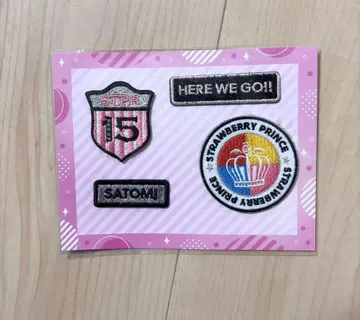 HERE WE GO!!
STPR
15
SATOMI
STRAWBERRY PRINCE
STRAWBERRY PRINCE